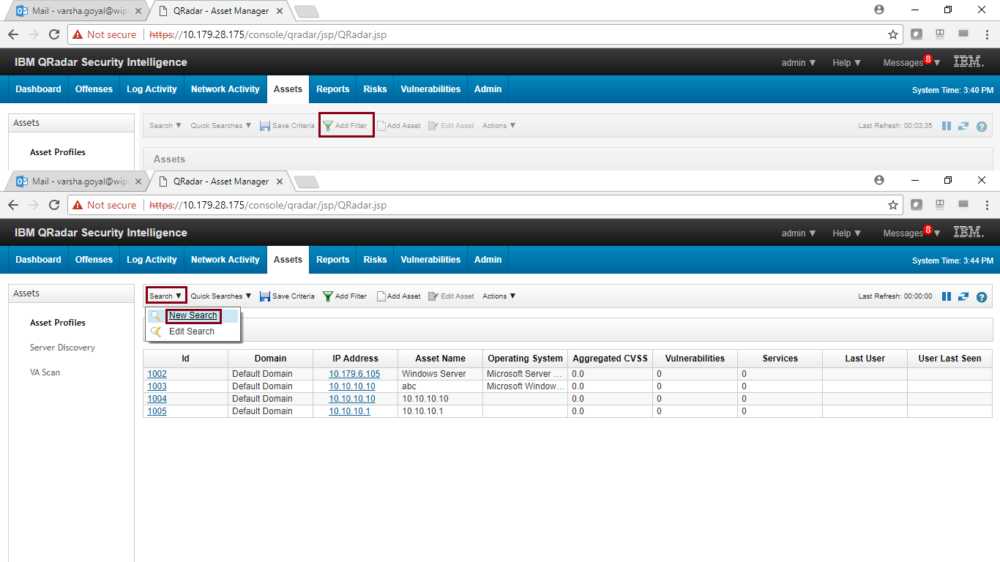 Mail - varsha.goyal@wip
QRadar - Asset Manager
Not secure https://10.179.28.175/console/qradar/jsp/QRadar.jsp
IBM QRadar Security Intelligence admin ▼ Help ▼ Messages 8 ▼ IBM.
Dashboard Offenses Log Activity Network Activity Assets Reports Risks Vulnerabilities Admin System Time: 3:40 PM
Assets
Search ▼ Quick Searches ▼ Save Criteria Add Filter Add Asset Edit Asset Actions ▼ Last Refresh: 00:03:35
Asset Profiles
Assets
Mail - varsha.goyal@wip
QRadar - Asset Manager
Not secure https://10.179.28.175/console/qradar/jsp/QRadar.jsp
IBM QRadar Security Intelligence admin ▼ Help ▼ Messages 8 ▼ IBM.
Dashboard Offenses Log Activity Network Activity Assets Reports Risks Vulnerabilities Admin System Time: 3:44 PM
Assets
Asset Profiles
Server Discovery
VA Scan
Search ▼ Quick Searches ▼ Save Criteria Add Filter Add Asset Edit Asset Actions ▼ Last Refresh: 00:00:00
New Search
Edit Search
Id Domain IP Address Asset Name Operating System Aggregated CVSS Vulnerabilities Services Last User User Last Seen
1002 Default Domain 10.179.6.105 Windows Server Microsoft Server ... 0.0 0 0
1003 Default Domain 10.10.10.10 abc Microsoft Window... 0.0 0 0
1004 Default Domain 10.10.10.10 10.10.10.10 0.0 0 0
1005 Default Domain 10.10.10.1 10.10.10.1 0.0 0 0